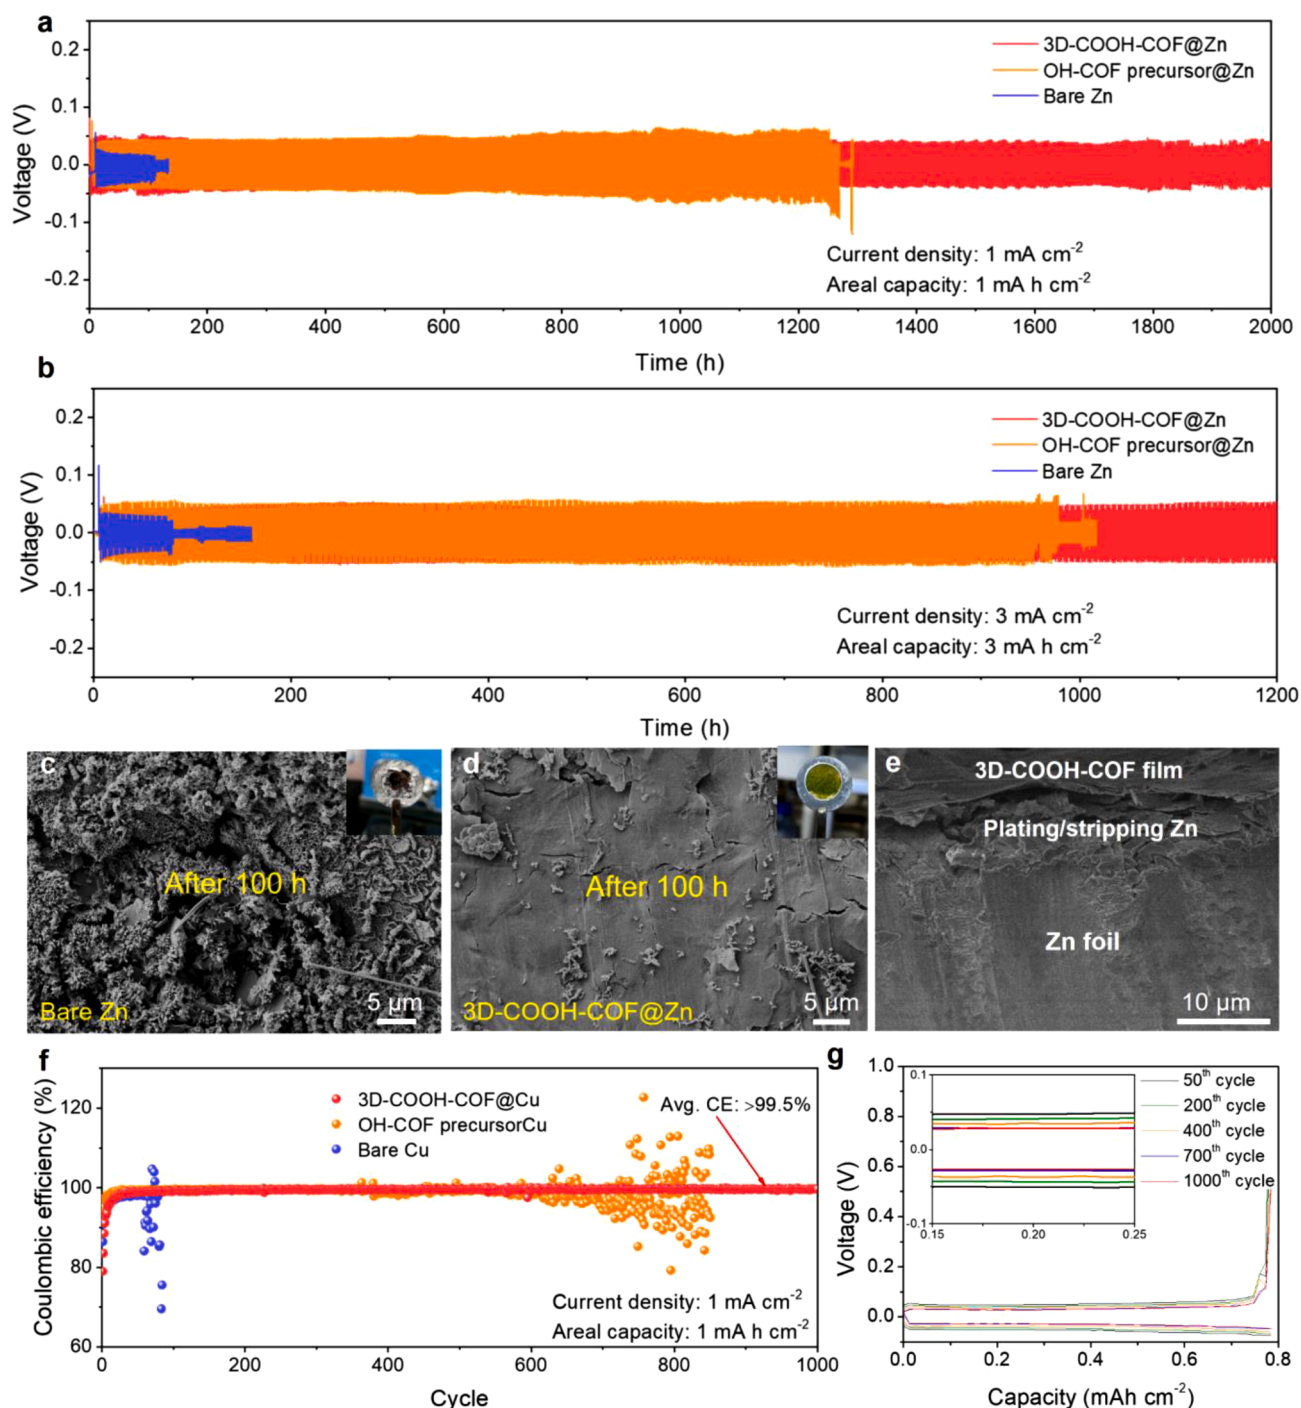 a
0.2
0.1
0.0
-0.1
-0.2
Voltage (V)
3D-COOH-COF@Zn
OH-COF precursor@Zn
Bare Zn
Current density: 1 mA cm⁻²
Areal capacity: 1 mA h cm⁻²
0 200 400 600 800 1000 1200 1400 1600 1800 2000
Time (h)
b
0.2
0.1
0.0
-0.1
-0.2
Voltage (V)
3D-COOH-COF@Zn
OH-COF precursor@Zn
Bare Zn
Current density: 3 mA cm⁻²
Areal capacity: 3 mA h cm⁻²
0 200 400 600 800 1000 1200
Time (h)
c
After 100 h
Bare Zn
5 µm
d
After 100 h
3D-COOH-COF@Zn
5 µm
e
3D-COOH-COF film
Plating/stripping Zn
Zn foil
10 µm
f
120
100
80
60
Coulombic efficiency (%)
3D-COOH-COF@Cu
OH-COF precursorCu
Bare Cu
Avg. CE: >99.5%
Current density: 1 mA cm⁻²
Areal capacity: 1 mA h cm⁻²
0 200 400 600 800 1000
Cycle
g
1.0
0.8
0.6
0.4
0.2
0.0
Voltage (V)
0.1
0.0
-0.1
0.15 0.20 0.25
50th cycle
200th cycle
400th cycle
700th cycle
1000th cycle
0.0 0.2 0.4 0.6 0.8
Capacity (mAh cm⁻²)